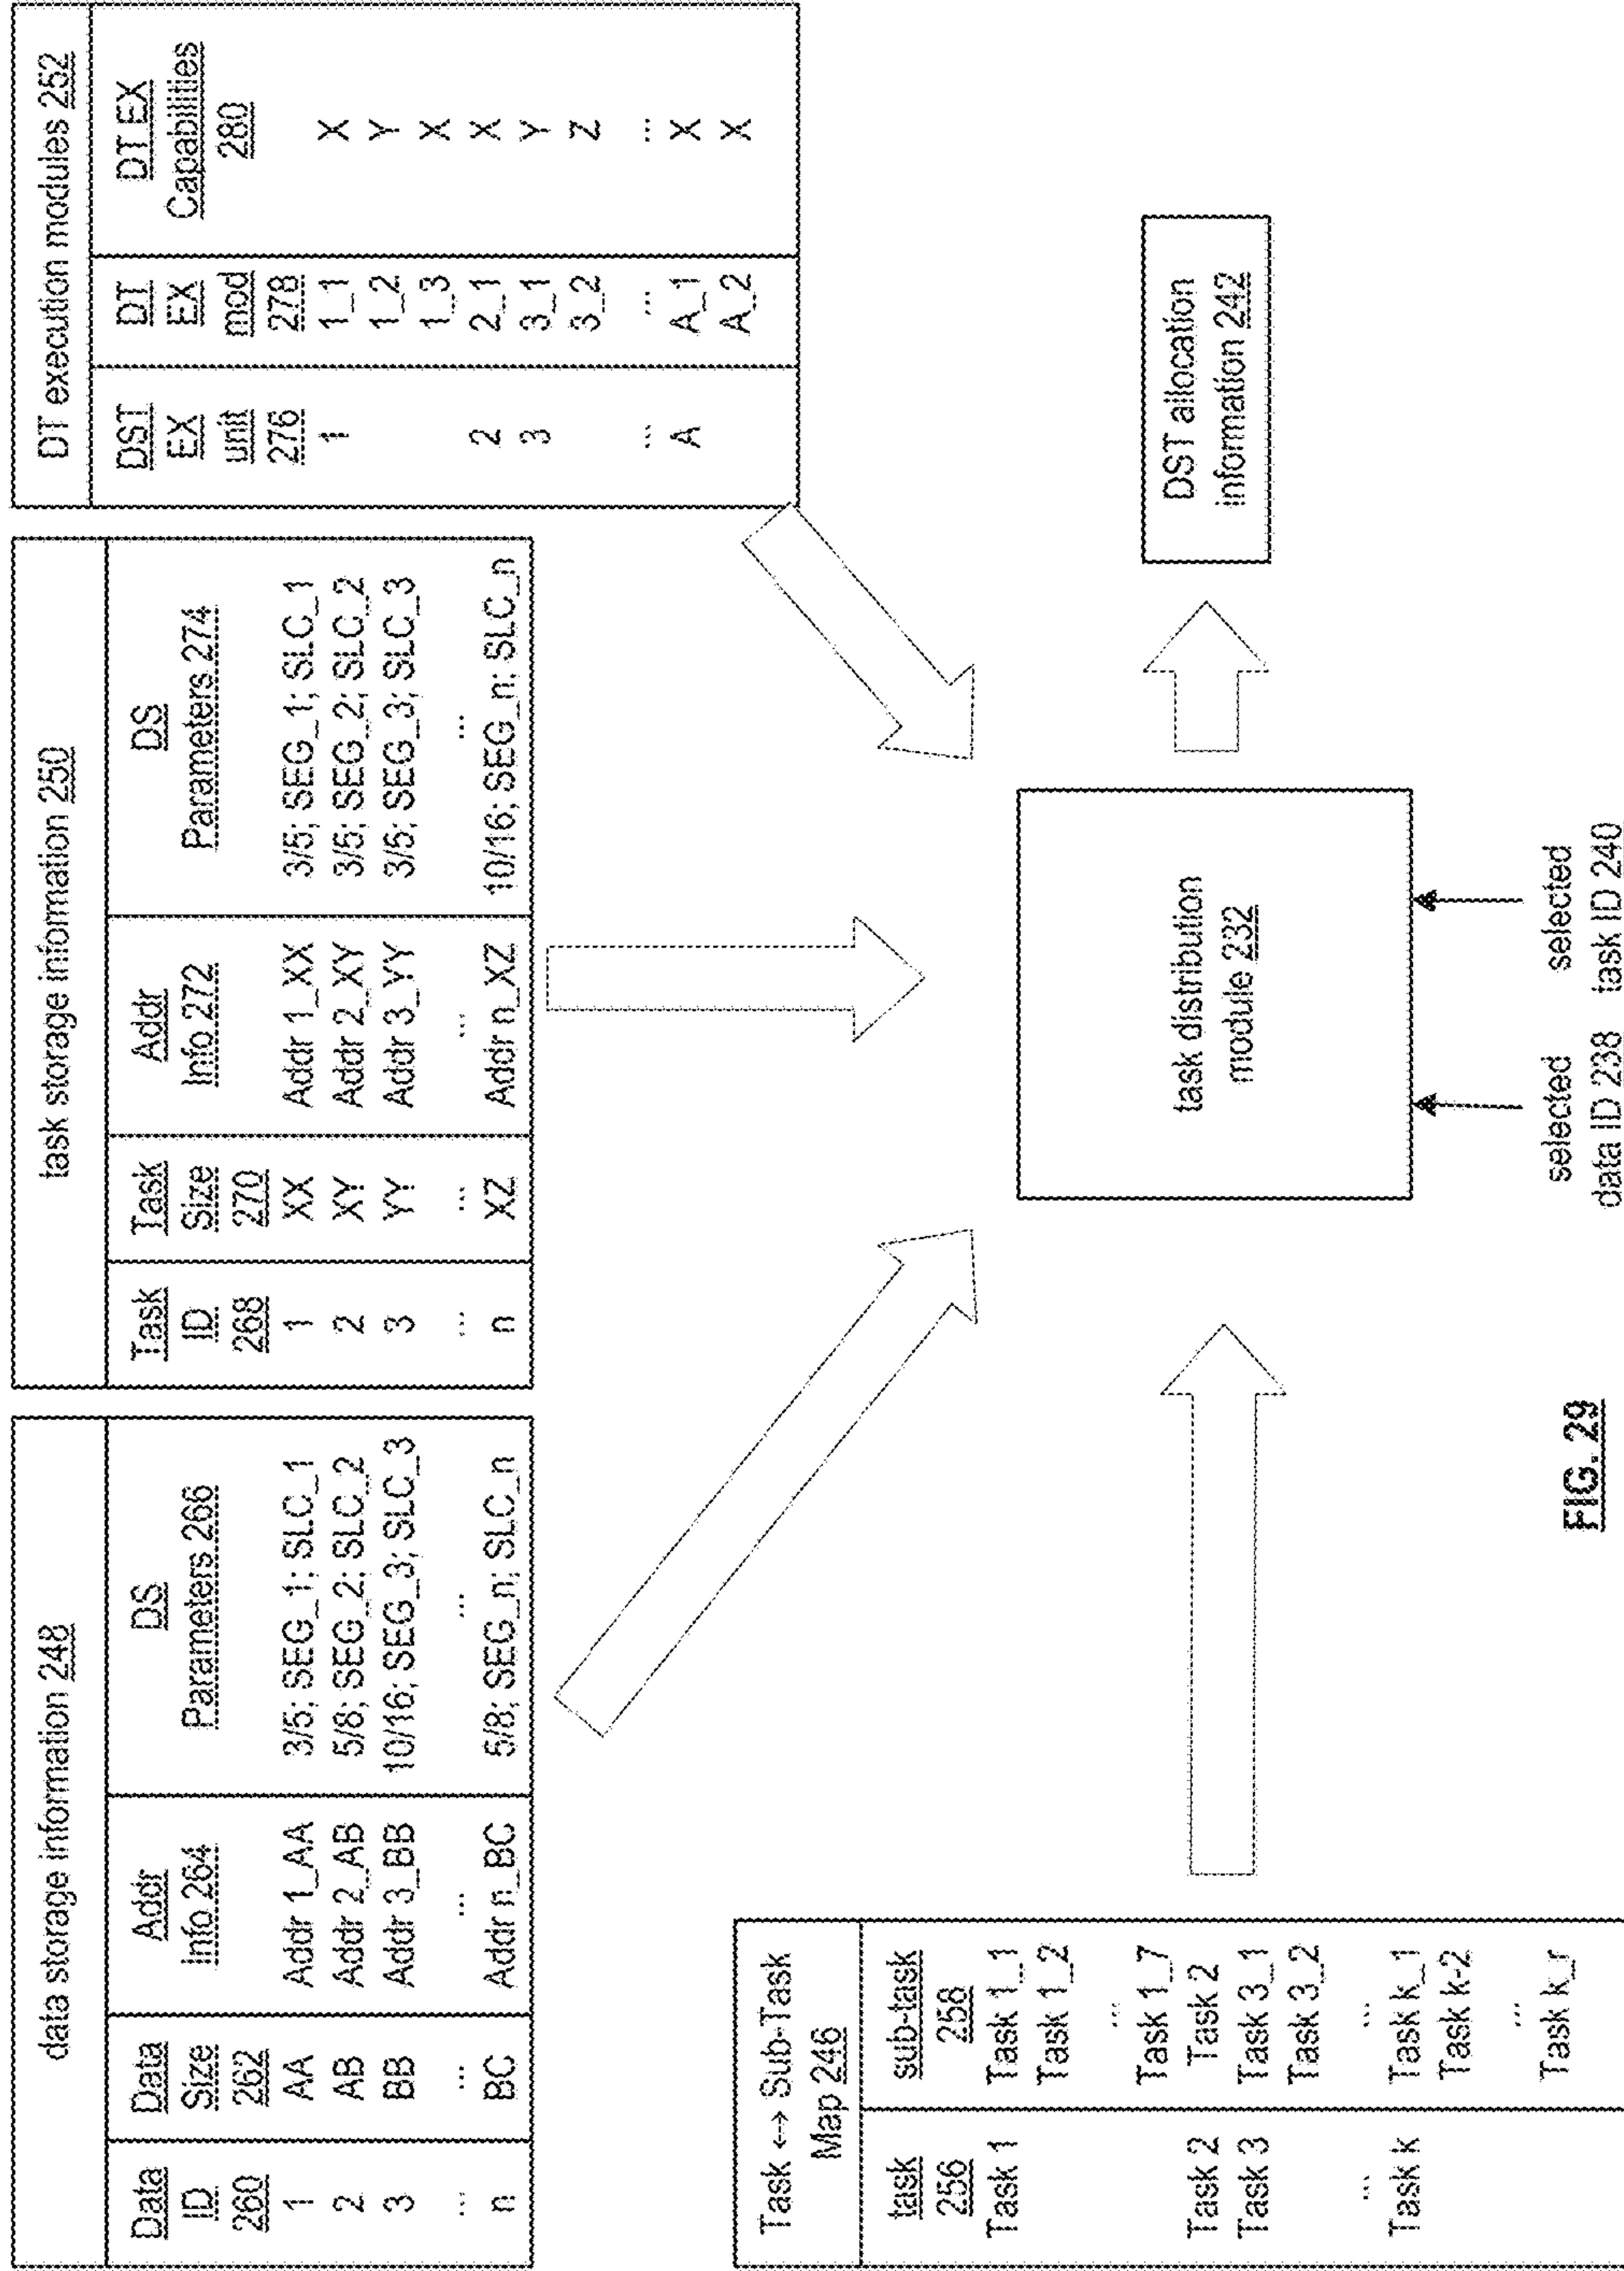 data storage information 248
Data ID 260 Data Size 262 Addr Info 264 DS Parameters 266
1 AA Addr 1_AA 3/5; SEG_1; SLC_1
2 AB Addr 2_AB 5/8; SEG_2; SLC_2
3 BB Addr 3_BB 10/16; SEG_3; SLC_3
... ... ... ...
n BC Addr n_BC 5/8; SEG_n; SLC_n
task storage information 250
Task ID 268 Task Size 270 Addr Info 272 DS Parameters 274
1 XX Addr 1_XX 3/5; SEG_1; SLC_1
2 XY Addr 2_XY 3/5; SEG_2; SLC_2
3 YY Addr 3_YY 3/5; SEG_3; SLC_3
... ... ... ...
n XZ Addr n_XZ 10/16; SEG_n; SLC_n
DT execution modules 252
DST EX unit 276 DT EX mod 278 DT EX Capabilities 280
1 1_1 X
1_2 Y
1_3 X
2 2_1 X
3 3_1 Y
3_2 Z
... ... ...
A A_1 X
A_2 X
Task ↔ Sub-Task
Map 246
task 256 sub-task 258
Task 1 Task 1_1
Task 1_2
...
Task 1_7
Task 2 Task 2
Task 3 Task 3_1
Task 3_2
... ...
Task k Task k_1
Task k-2
...
Task k_r
task distribution
module 232
DST allocation
information 242
selected
data ID 238
selected
task ID 240
FIG. 29